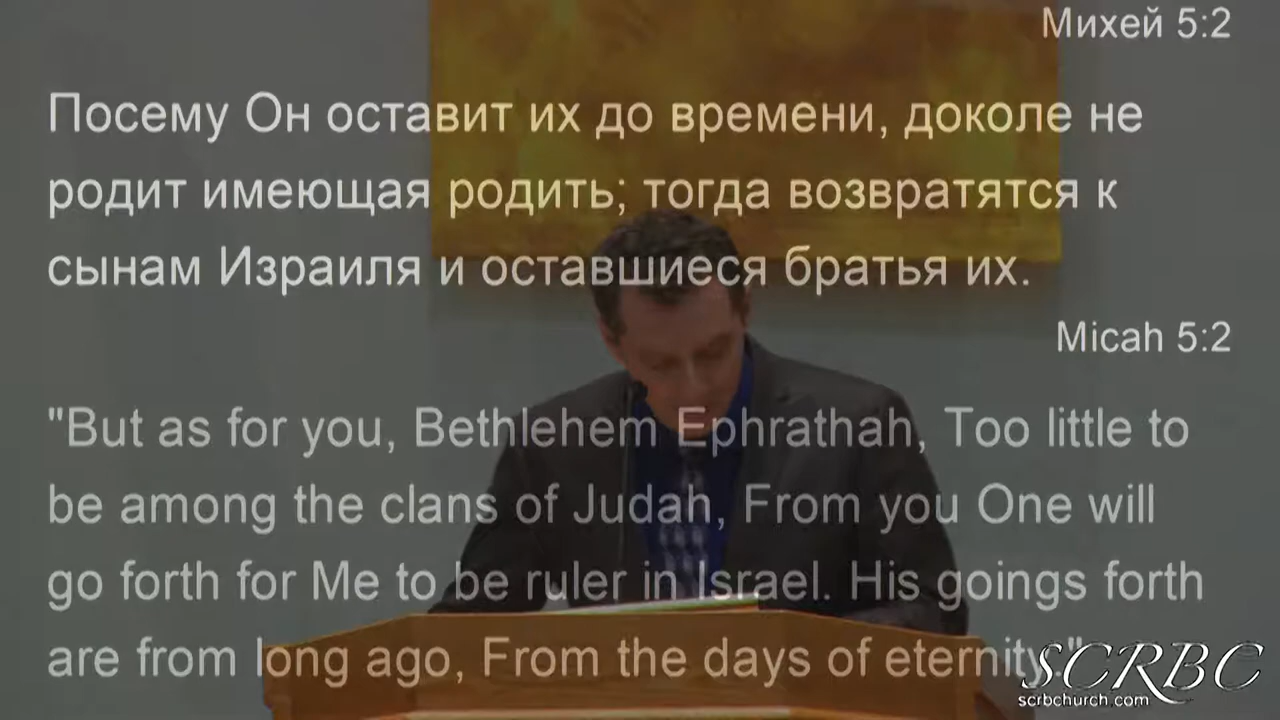 Михей 5:2
Посему Он оставит их до времени, доколе не
родит имеющая родить; тогда возвратятся к
сынам Израиля и оставшиеся братья их.
Micah 5:2
"But as for you, Bethlehem Ephrathah, Too little to
be among the clans of Judah, From you One will
go forth for Me to be ruler in Israel. His goings forth
are from long ago, From the days of eternity."
SCRBC
scrbchurch.com